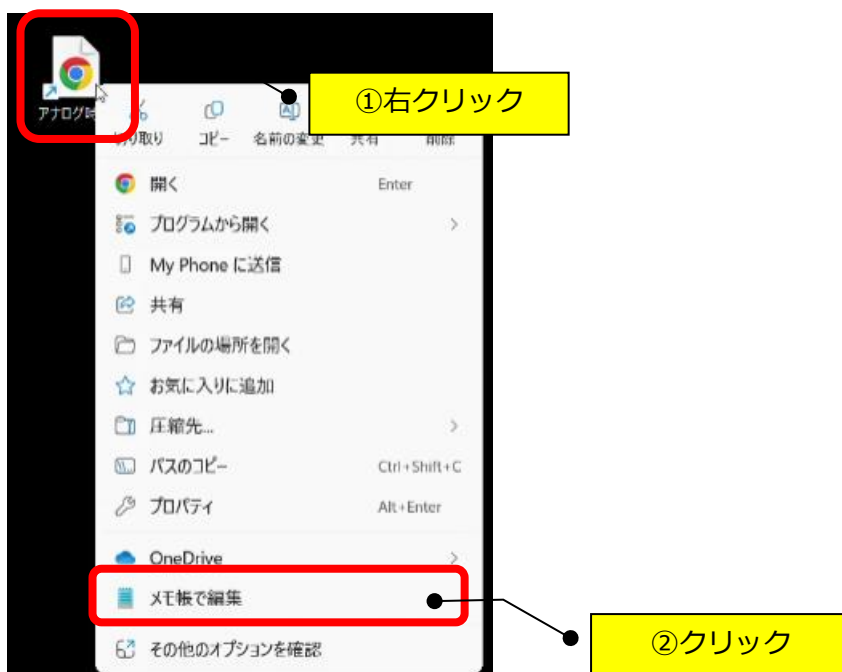 ①右クリック
アナログ時
切り取り コピー 名前の変更 共有 削除
開く Enter
プログラムから開く
My Phone に送信
共有
ファイルの場所を開く
お気に入りに追加
圧縮先...
パスのコピー Ctrl+Shift+C
プロパティ Alt+Enter
OneDrive
メモ帳で編集
②クリック
その他のオプションを確認